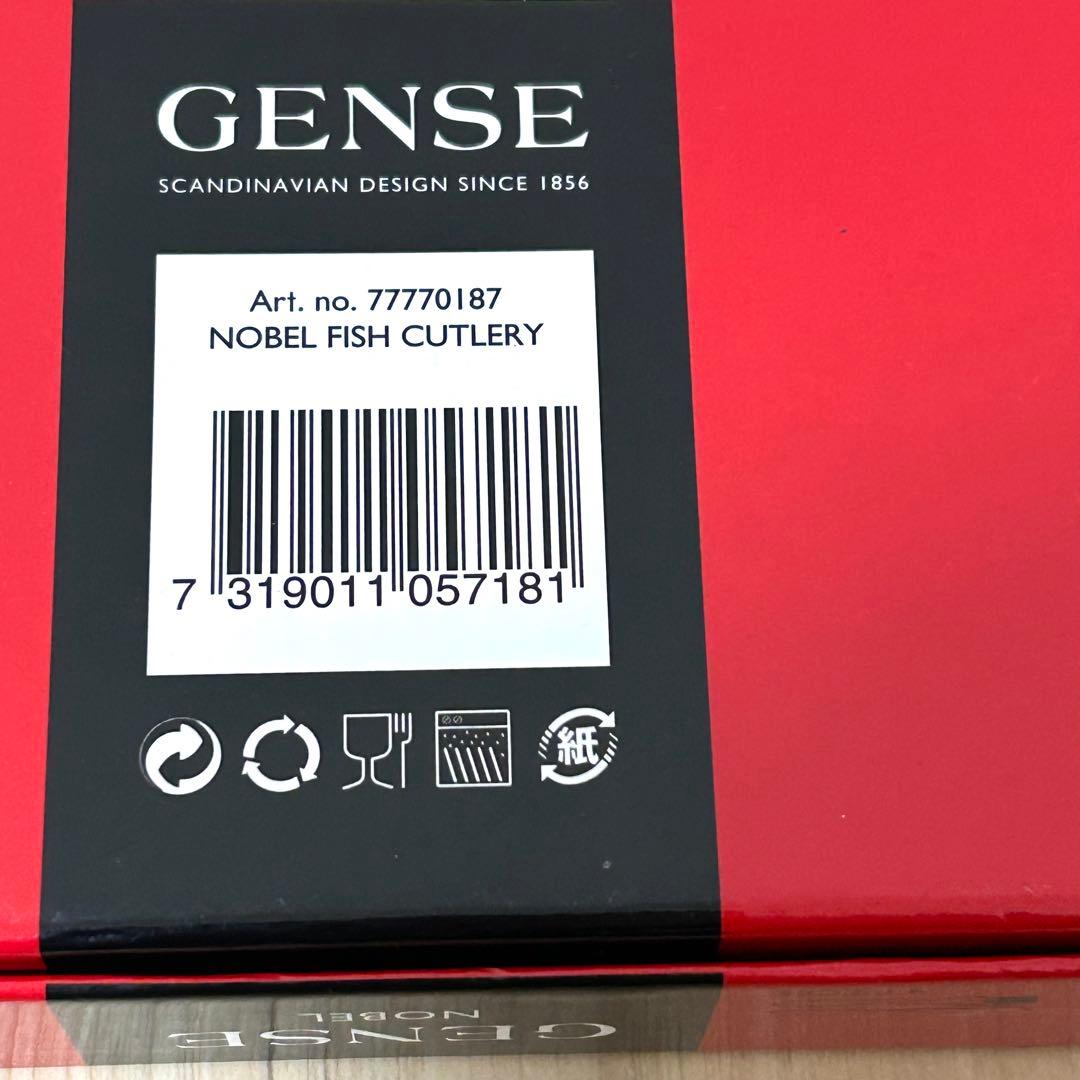 GENSE
SCANDINAVIAN DESIGN SINCE 1856
Art. no. 77770187
NOBEL FISH CUTLERY
7 319011 057181
紙
NOBEL
GENSE